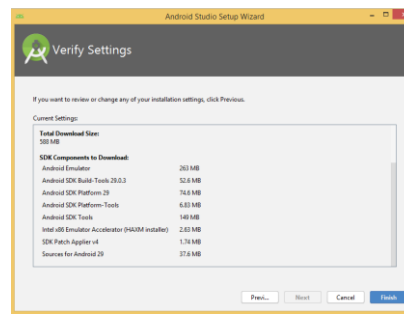 Android Studio Setup Wizard
Verify Settings
If you want to review or change any of your installation settings, click Previous.
Current Settings:
Total Download Size:
588 MB
SDK Components to Download:
Android Emulator 263 MB
Android SDK Build-Tools 29.0.3 52.6 MB
Android SDK Platform 29 74.6 MB
Android SDK Platform-Tools 6.83 MB
Android SDK Tools 149 MB
Intel x86 Emulator Accelerator (HAXM installer) 2.63 MB
SDK Patch Applier v4 1.74 MB
Sources for Android 29 37.6 MB
Previ... Next Cancel Finish